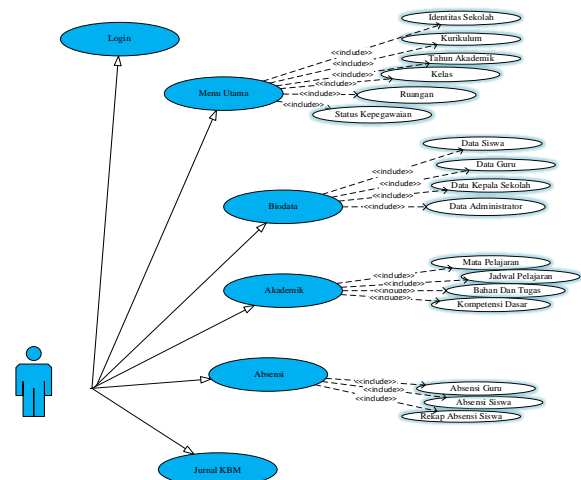 Identitas Sekolah
Login
Kurikulum
<<include>>
<<include>>
Tahun Akademik
<<include>>
Kelas
<<include>>
Menu Utama
<<include>>
Ruangan
<<include>>
Status Kepegawaian
Data Siswa
<<include>>
Data Guru
<<include>>
Data Kepala Sekolah
<<include>>
Biodata
<<include>>
Data Administrator
Mata Pelajaran
<<include>>
Jadwal Pelajaran
<<include>>
Akademik
<<include>>
Bahan Dan Tugas
<<include>>
Kompetensi Dasar
Absensi
<<include>>
Absensi Guru
<<include>>
Absensi Siswa
<<include>>
Rekap Absensi Siswa
Jurnal KBM